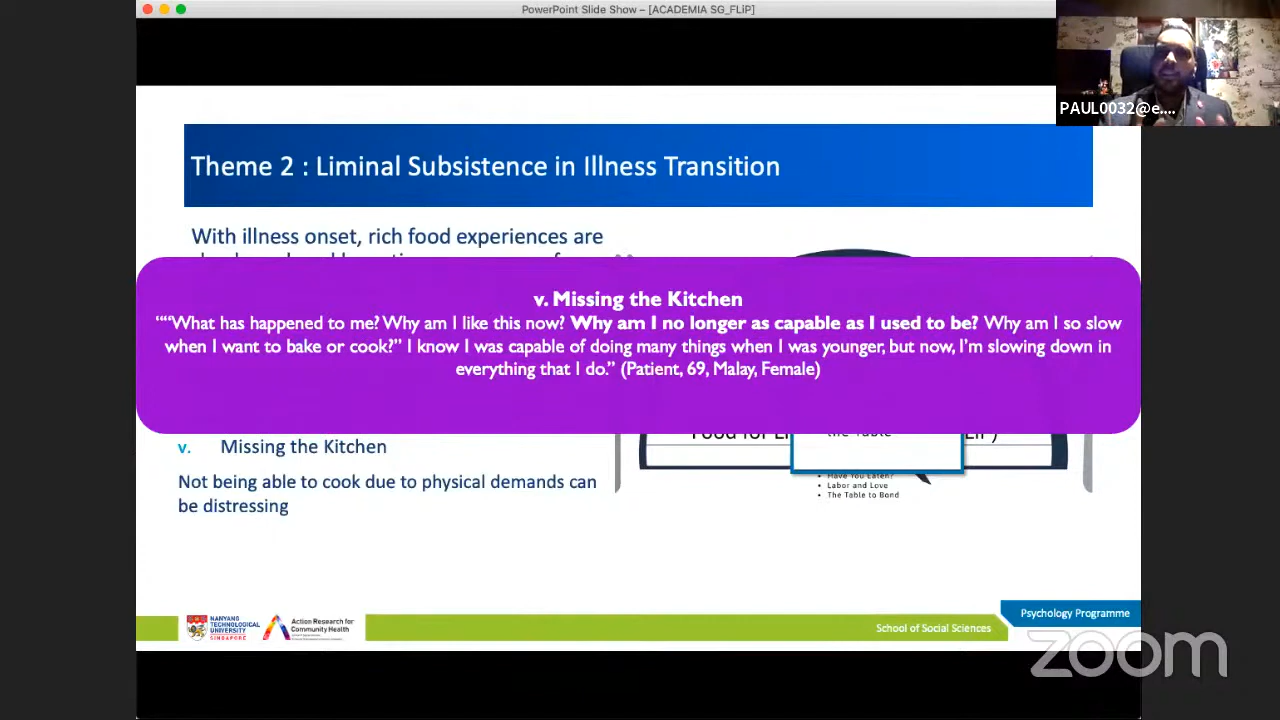 PowerPoint Slide Show – [ACADEMIA SG_FLiP]
PAUL0032@e....
Theme 2 : Liminal Subsistence in Illness Transition
With illness onset, rich food experiences are
v. Missing the Kitchen
““What has happened to me? Why am I like this now? Why am I no longer as capable as I used to be? Why am I so slow
when I want to bake or cook?” I know I was capable of doing many things when I was younger, but now, I’m slowing down in
everything that I do.” (Patient, 69, Malay, Female)
the Table
v. Missing the Kitchen
Not being able to cook due to physical demands can
be distressing
• Have You Eaten?
• Labor and Love
• The Table to Bond
NANYANG
TECHNOLOGICAL
UNIVERSITY
SINGAPORE
Action Research for
Community Health
School of Social Sciences
Psychology Programme
zoom